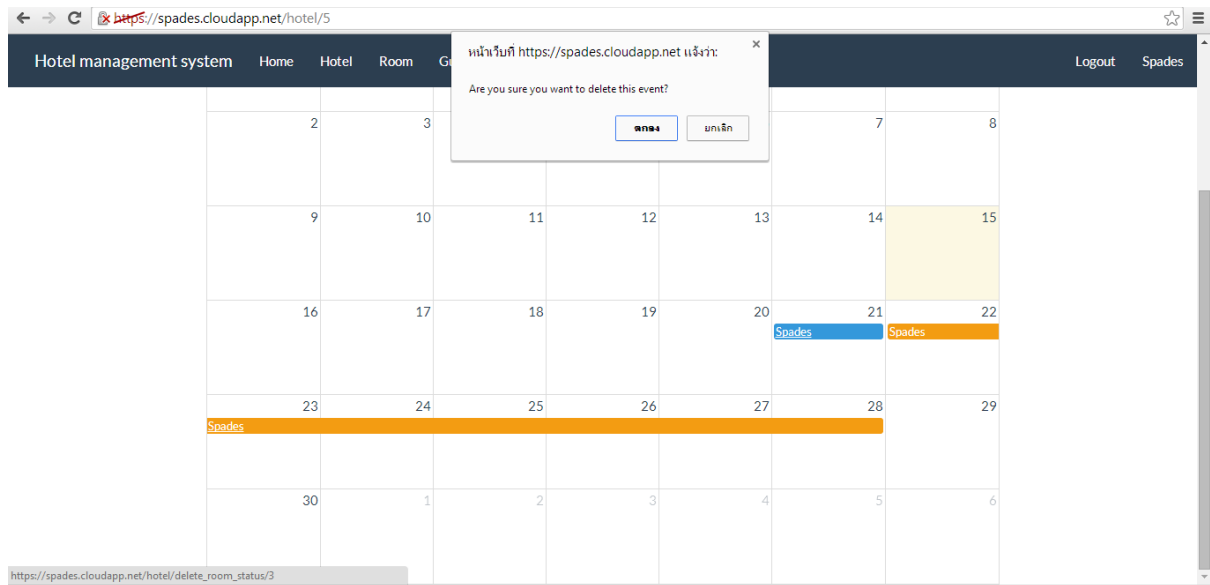 https://spades.cloudapp.net/hotel/5
Hotel management system Home Hotel Room Logout Spades
หน้าเว็บที่ https://spades.cloudapp.net แจ้งว่า:
Are you sure you want to delete this event?
ตกลง ยกเลิก
2 3 7 8
9 10 11 12 13 14 15
16 17 18 19 20 21 22
Spades Spades
23 24 25 26 27 28 29
Spades
30 1 2 3 4 5 6
https://spades.cloudapp.net/hotel/delete_room_status/3